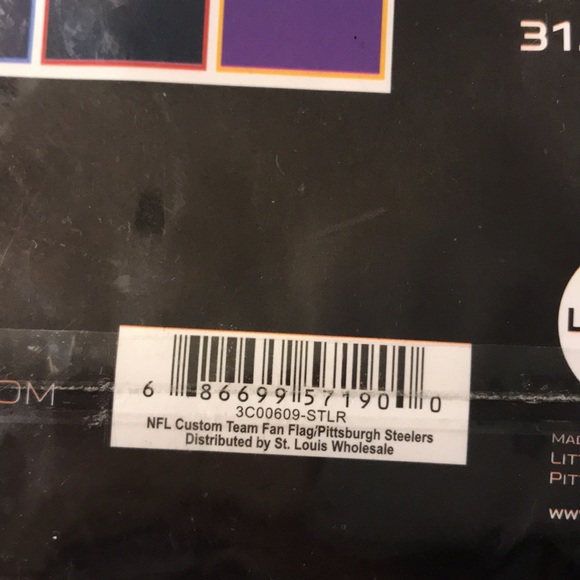 31.
L
OM
6 86699 57190 0
3C00609-STLR
NFL Custom Team Fan Flag/Pittsburgh Steelers
Distributed by St. Louis Wholesale
MAD
LITT
PIT
ww